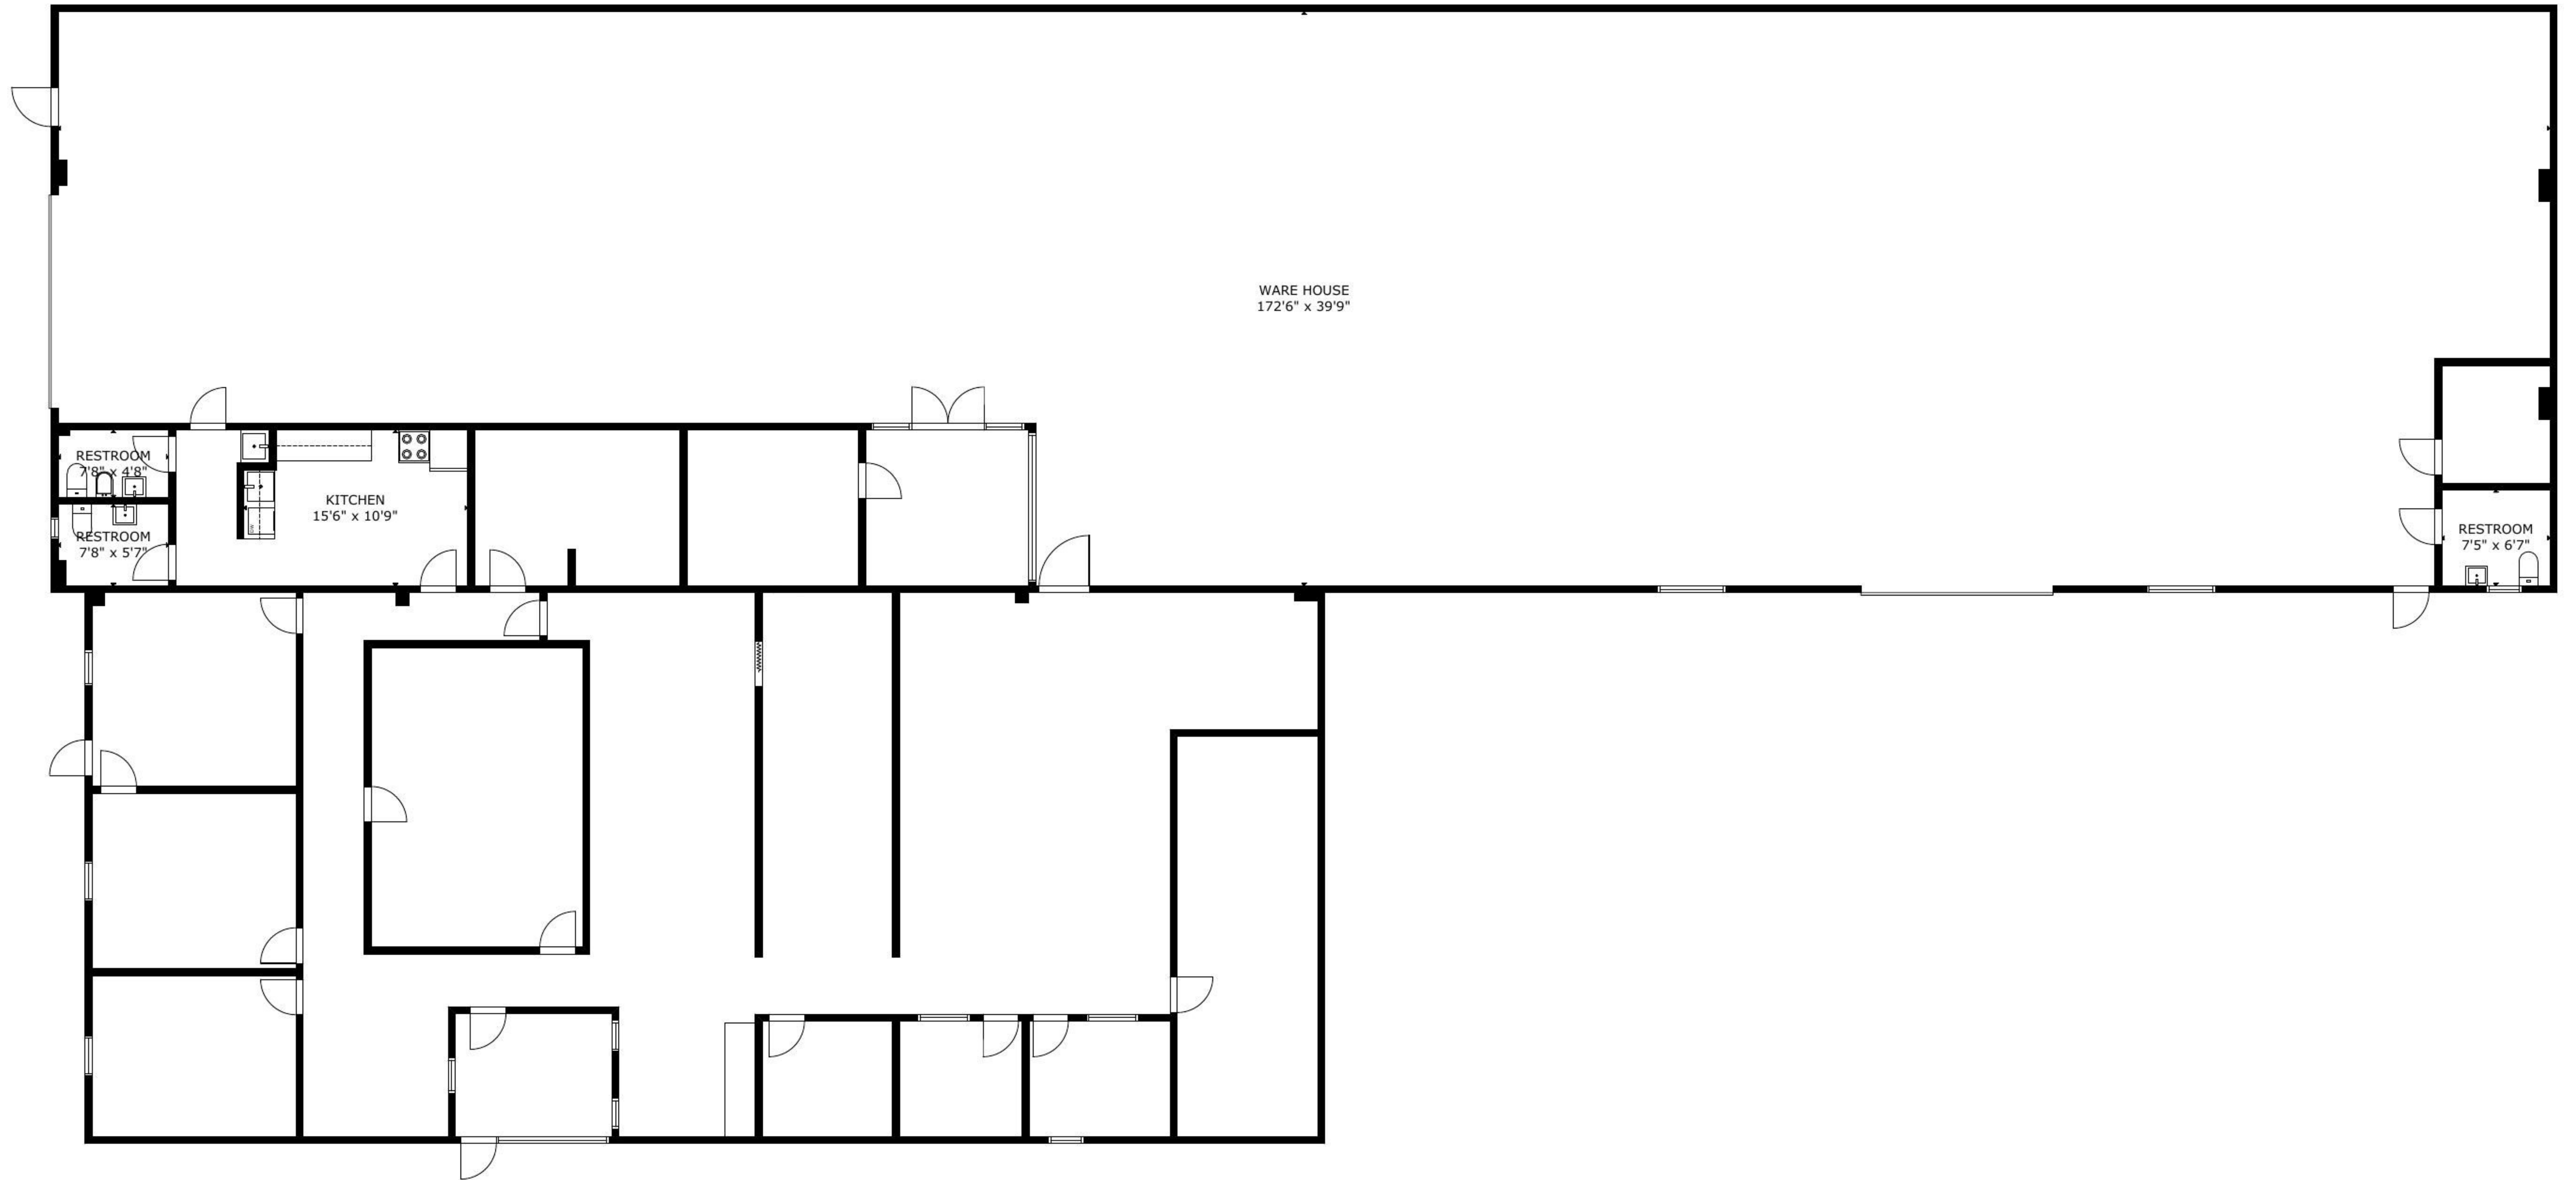 WARE HOUSE
172'6" x 39'9"
RESTROOM
7'8" x 4'8"
KITCHEN
15'6" x 10'9"
RESTROOM
7'8" x 5'7"
RESTROOM
7'5" x 6'7"